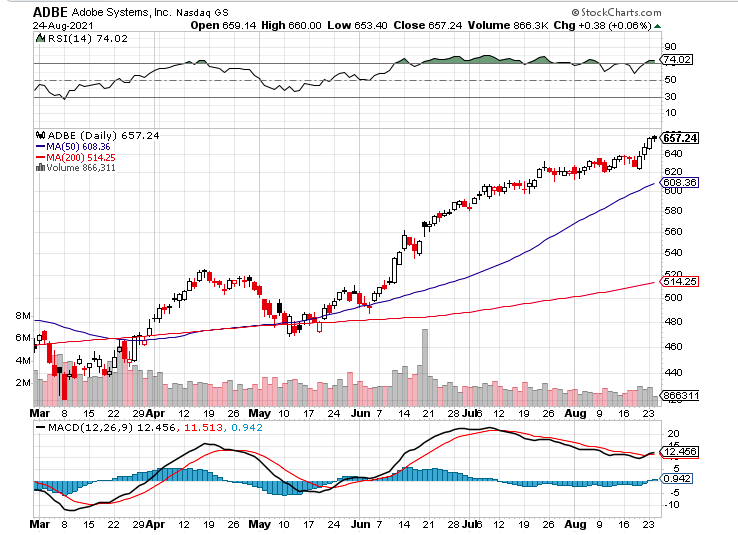 ADBE Adobe Systems, Inc. Nasdaq GS © StockCharts.com
24-Aug-2021 Open 659.14 High 660.00 Low 653.40 Close 657.24 Volume 866.3K Chg +0.38 (+0.06%)
RSI(14) 74.02
90
74.02
50
30
10
ADBE (Daily) 657.24
MA(50) 608.36
MA(200) 514.25
Volume 866,311
657.24
640
620
608.36
600
580
560
540
520
514.25
500
480
460
440
866311
8M
6M
4M
2M
Mar 8 15 22 29 Apr 12 19 26 May 10 17 24 Jun 7 14 21 28 Jul 6 12 19 26 Aug 9 16 23
MACD(12,26,9) 12.456, 11.513, 0.942
20
12.456
5
0.942
-5
-10
Mar 8 15 22 29 Apr 12 19 26 May 10 17 24 Jun 7 14 21 28 Jul 6 12 19 26 Aug 9 16 23